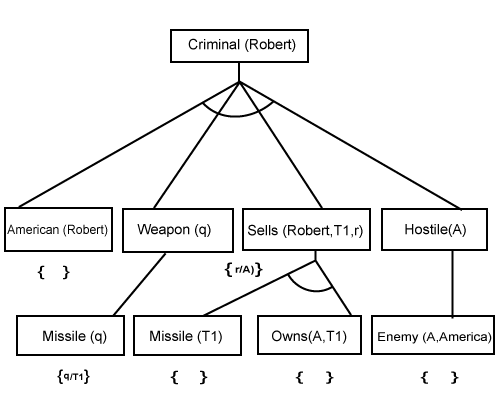 Criminal (Robert)
American (Robert)
Weapon (q)
Sells (Robert,T1,r)
Hostile(A)
{ }
{r/A)}
Missile (q)
Missile (T1)
Owns(A,T1)
Enemy (A,America)
{q/T1}
{ }
{ }
{ }